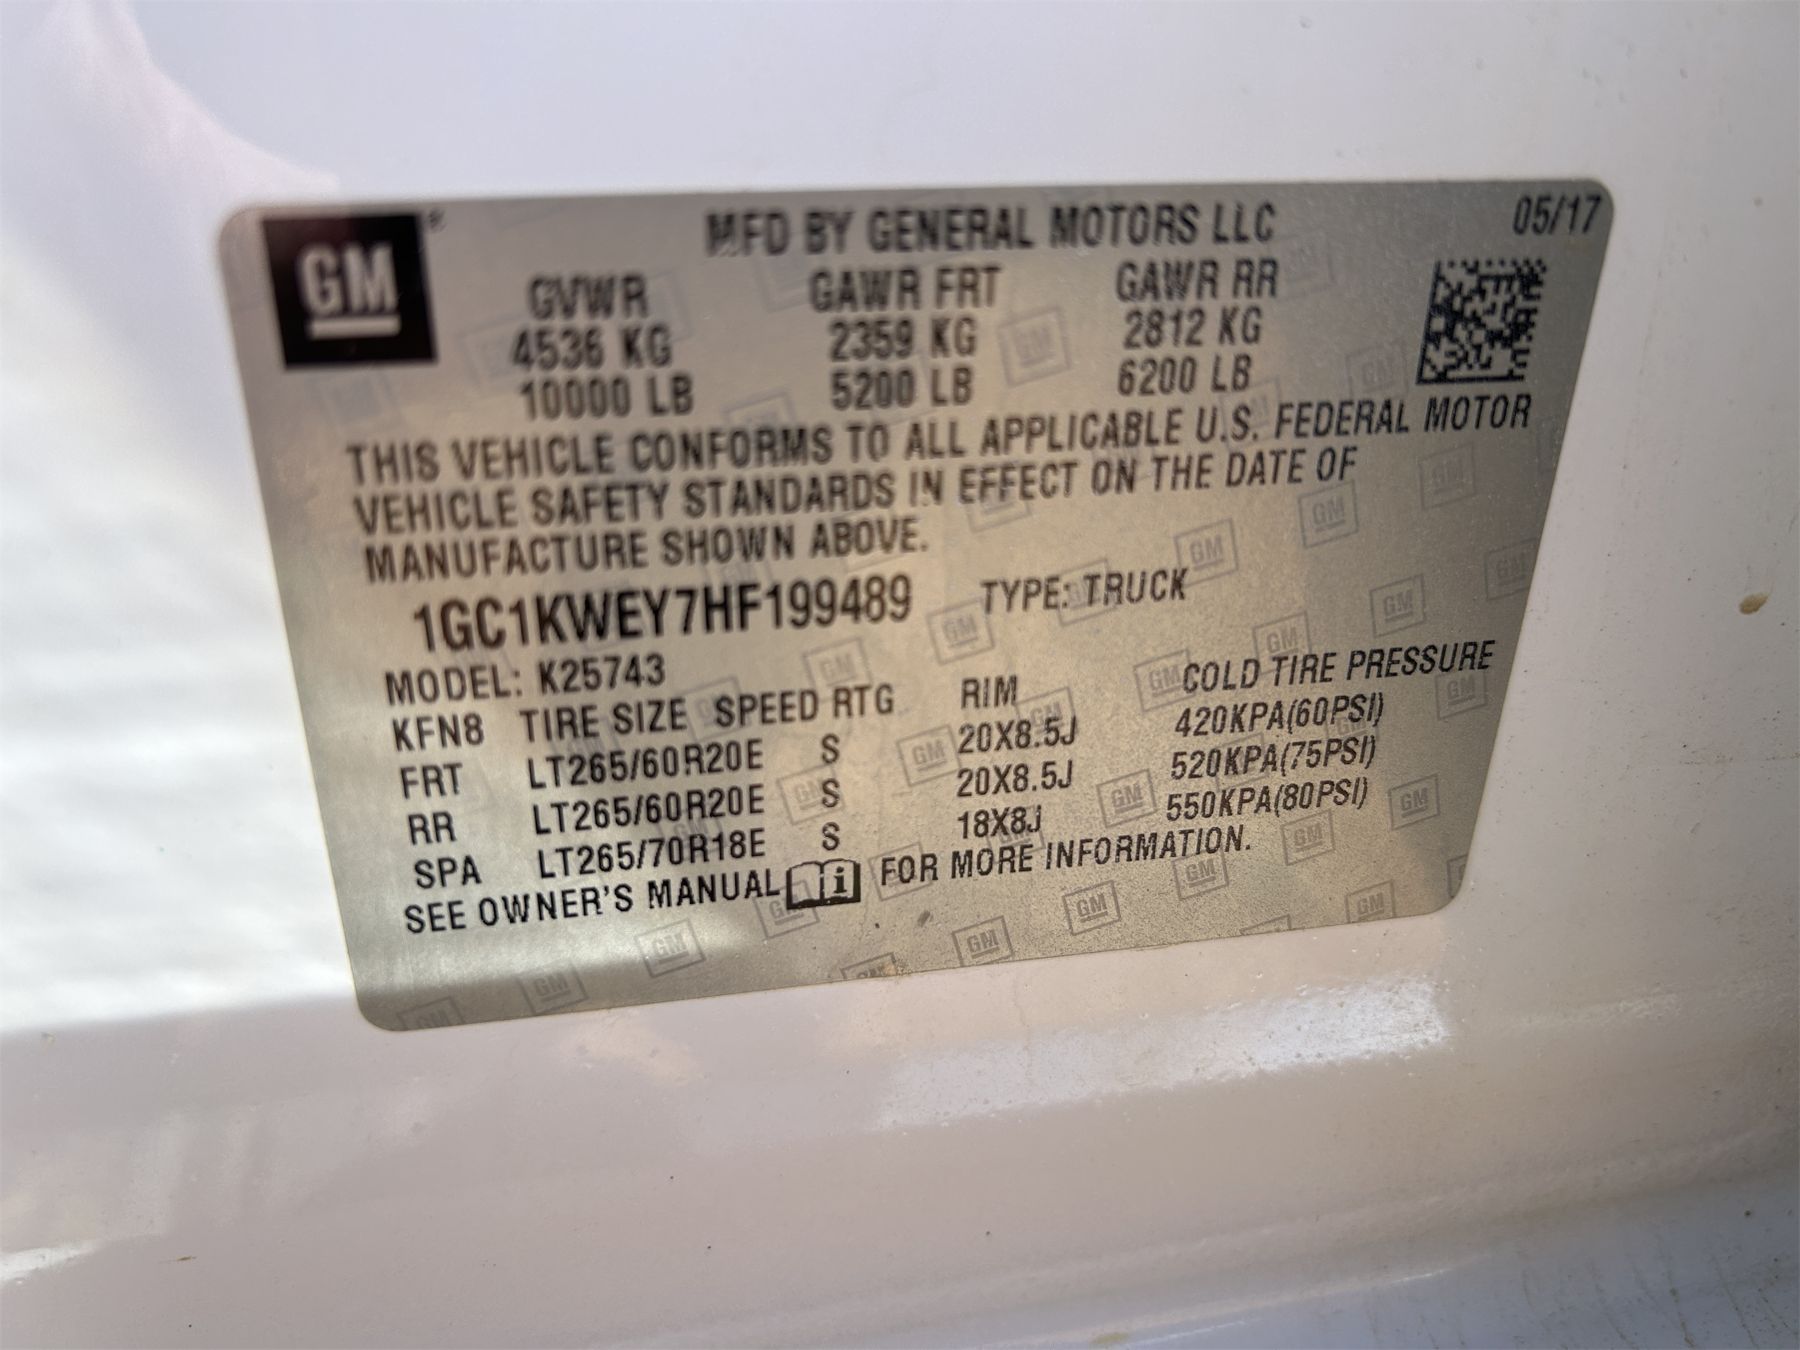 GM
MFD BY GENERAL MOTORS LLC 05/17
GVWR GAWR FRT GAWR RR
4536 KG 2359 KG 2812 KG
10000 LB 5200 LB 6200 LB
THIS VEHICLE CONFORMS TO ALL APPLICABLE U.S. FEDERAL MOTOR
VEHICLE SAFETY STANDARDS IN EFFECT ON THE DATE OF
MANUFACTURE SHOWN ABOVE.
1GC1KWEY7HF199489 TYPE: TRUCK
MODEL: K25743
KFN8 TIRE SIZE SPEED RTG RIM COLD TIRE PRESSURE
FRT LT265/60R20E S 20X8.5J 420KPA(60PSI)
RR LT265/60R20E S 20X8.5J 520KPA(75PSI)
SPA LT265/70R18E S 18X8J 550KPA(80PSI)
SEE OWNER'S MANUAL i FOR MORE INFORMATION.